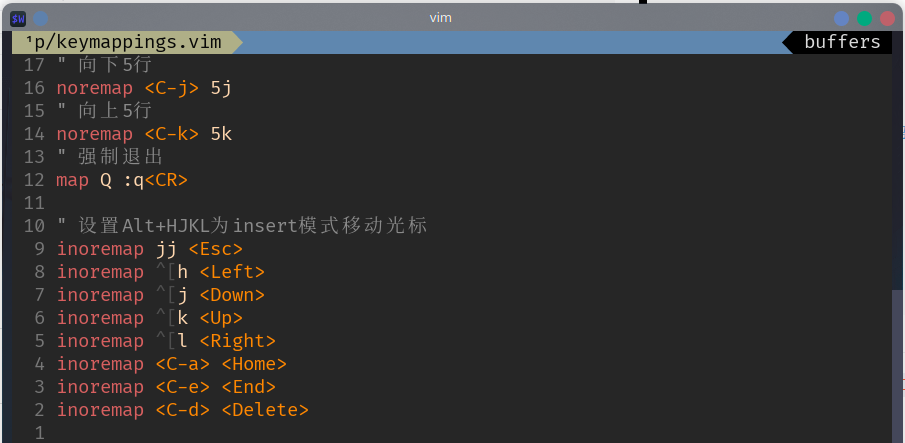 $W
vim
¹p/keymappings.vim
buffers
17 " 向下5行
16 noremap <C-j> 5j
15 " 向上5行
14 noremap <C-k> 5k
13 " 强制退出
12 map Q :q<CR>
11
10 " 设置Alt+HJKL为insert模式移动光标
9 inoremap jj <Esc>
8 inoremap ^[h <Left>
7 inoremap ^[j <Down>
6 inoremap ^[k <Up>
5 inoremap ^[l <Right>
4 inoremap <C-a> <Home>
3 inoremap <C-e> <End>
2 inoremap <C-d> <Delete>
1